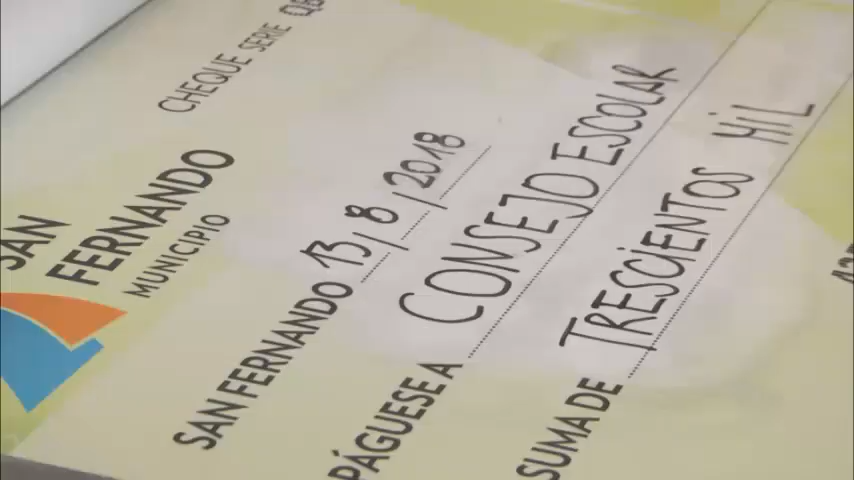 CHEQUE SERIE
SAN
FERNANDO
MUNICIPIO
SAN FERNANDO 13/8/2018
PÁGUESE A CONSEJO ESCOLAR
SUMA DE TRESCIENTOS MIL